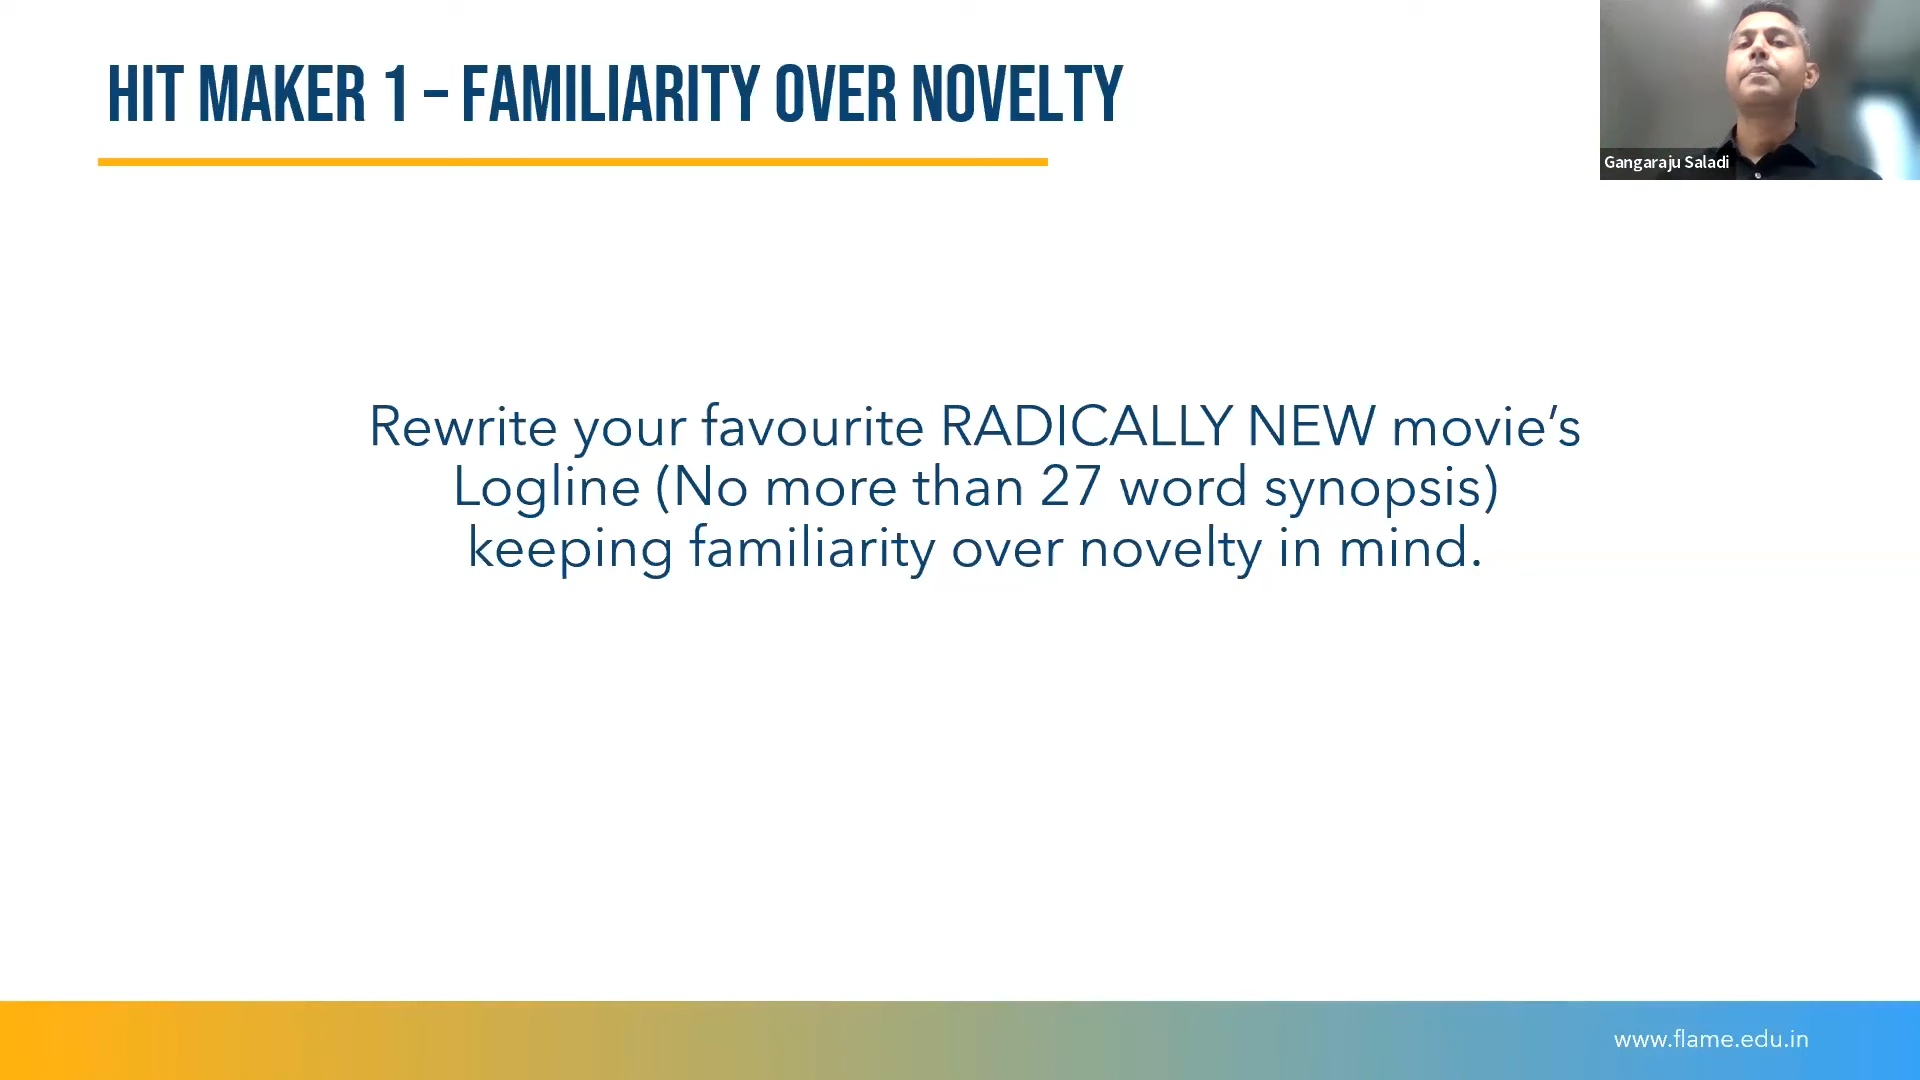 HIT MAKER 1 – FAMILIARITY OVER NOVELTY
Gangaraju Saladi
Rewrite your favourite RADICALLY NEW movie’s
Logline (No more than 27 word synopsis)
keeping familiarity over novelty in mind.
www.flame.edu.in